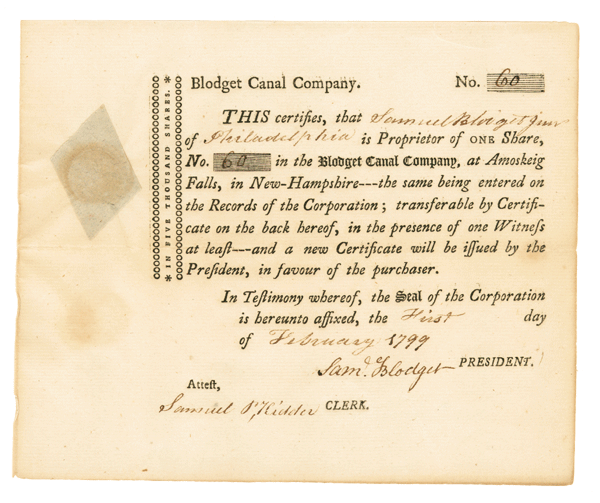 Blodget Canal Company. No. 60
THIS certifies, that Samuel Blodget junr
of Philadelphia is Proprietor of ONE Share,
No. 60 in the Blodget Canal Company, at Amoskeig
Falls, in New-Hampshire---the same being entered on
the Records of the Corporation; transferable by Certifi-
cate on the back hereof, in the presence of one Witneſs
at leaſt---and a new Certificate will be iſſued by the
Preſident, in favour of the purchaser.
In Teſtimony whereof, the Seal of the Corporation
is hereunto affixed, the First day
of February 1799
Samˡ. Blodget PRESIDENT.
Atteſt,
Samuel P. Kidder CLERK.
* IN FIVE THOUSAND SHARES. *